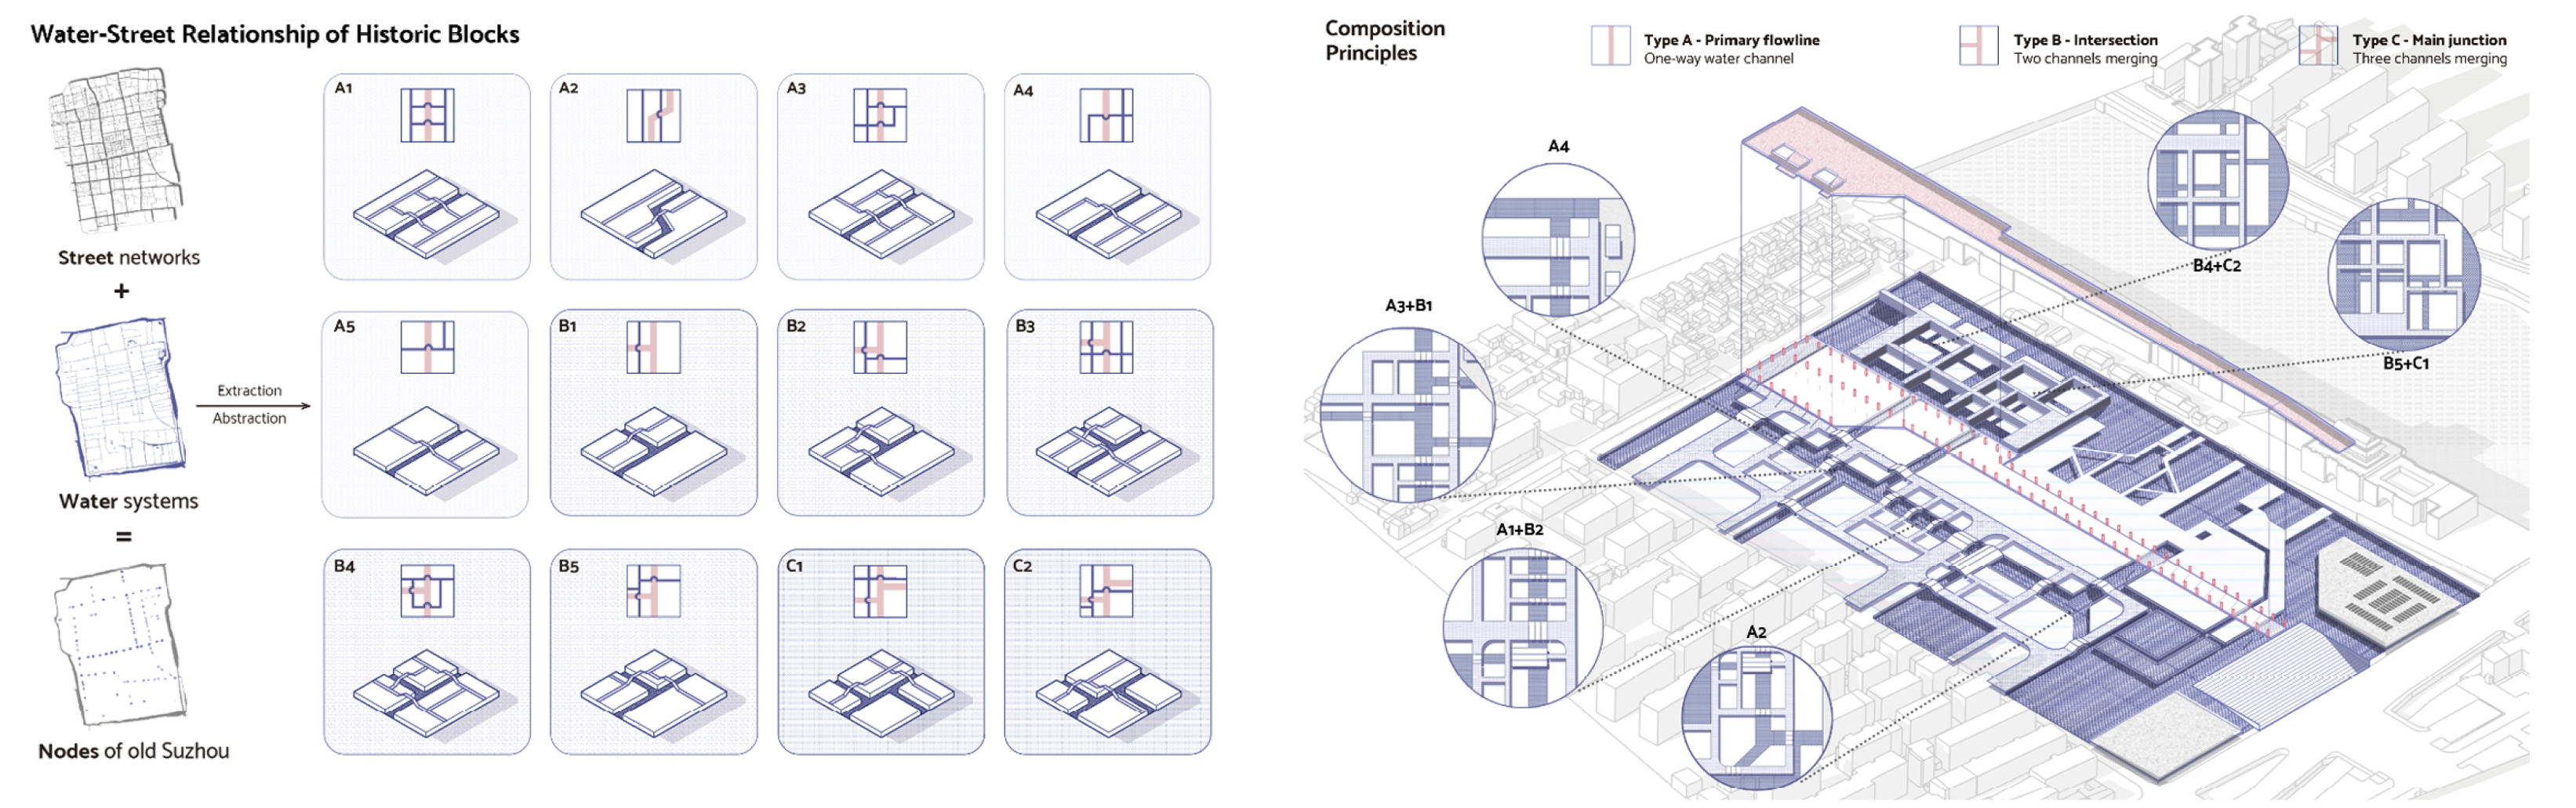 Water-Street Relationship of Historic Blocks
Street networks
+
Water systems
=
Nodes of old Suzhou
Extraction
Abstraction
A1
A2
A3
A4
A5
B1
B2
B3
B4
B5
C1
C2
Composition
Principles
Type A - Primary flowline
One-way water channel
Type B - Intersection
Two channels merging
Type C - Main junction
Three channels merging
A4
A3+B1
A1+B2
A2
B4+C2
B5+C1